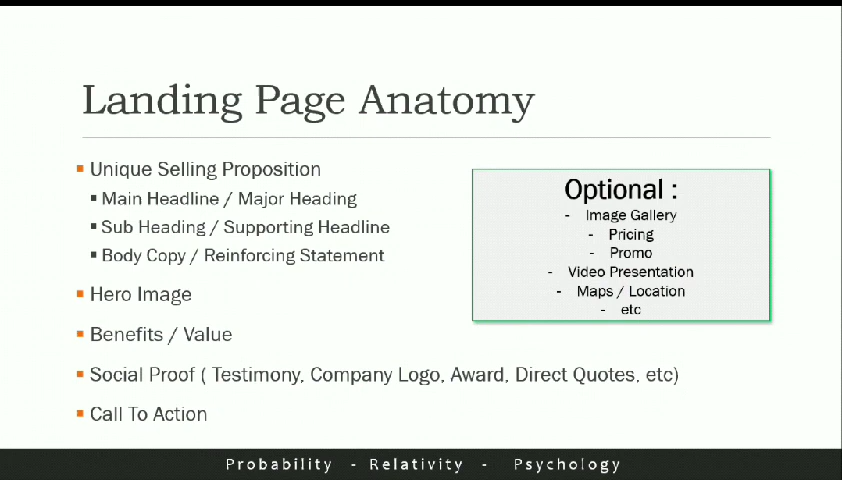 Landing Page Anatomy
Unique Selling Proposition
Main Headline / Major Heading
Sub Heading / Supporting Headline
Body Copy / Reinforcing Statement
Hero Image
Benefits / Value
Social Proof ( Testimony, Company Logo, Award, Direct Quotes, etc)
Call To Action
Optional :
- Image Gallery
- Pricing
- Promo
- Video Presentation
- Maps / Location
- etc
Probability - Relativity - Psychology